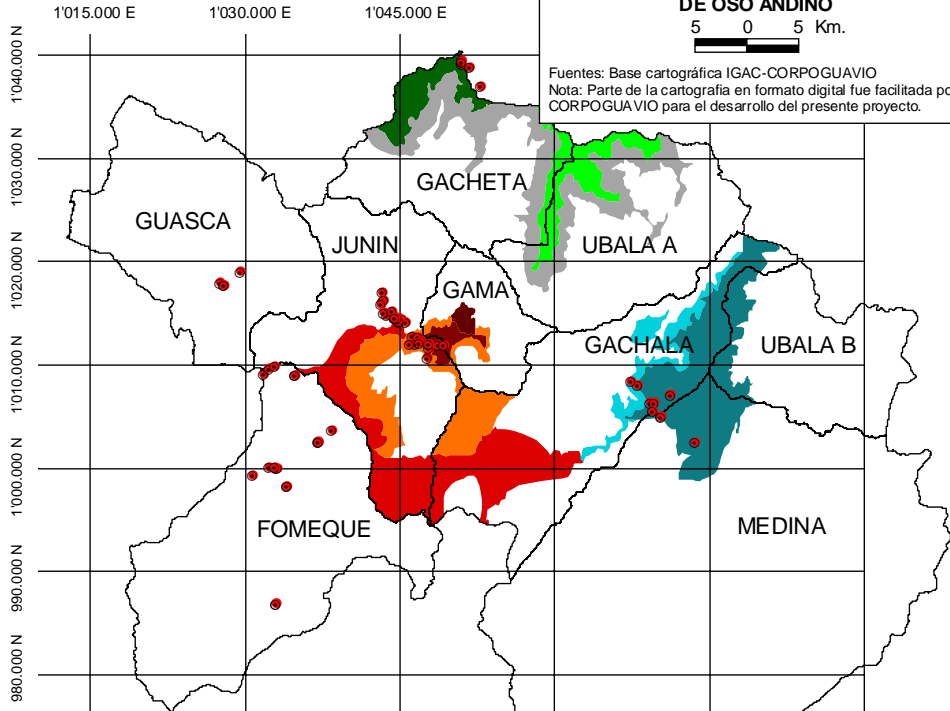 DE OSO ANDINO
5 0 5 Km.
Fuentes: Base cartográfica IGAC-CORPOGUAVIO
Nota: Parte de la cartografia en formato digital fue facilitada po
CORPOGUAVIO para el desarrollo del presente proyecto.
1'015.000 E 1'030.000 E 1'045.000 E
1'040.000 N
1'030.000 N
1'020.000 N
1'010.000 N
1'000.000 N
990.000 N
980.000 N
GACHETA
GUASCA
JUNIN
UBALA A
GAMA
GACHALA
UBALA B
FOMEQUE
MEDINA